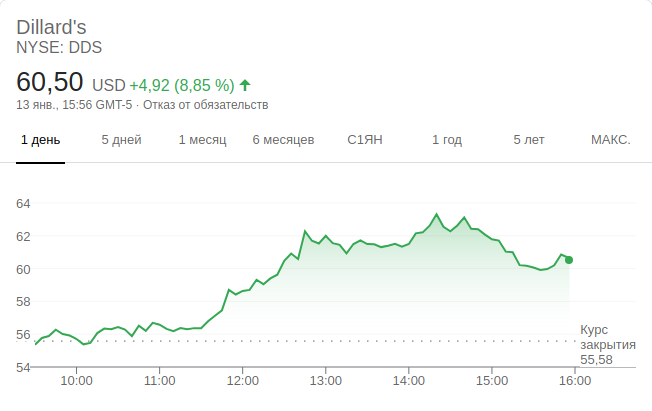 Dillard's
NYSE: DDS
60,50 USD +4,92 (8,85 %)
13 янв., 15:56 GMT-5 · Отказ от обязательств
1 день 5 дней 1 месяц 6 месяцев С1ЯН 1 год 5 лет МАКС.
64
62
60
58
56
54
Курс
закрытия
55,58
10:00 11:00 12:00 13:00 14:00 15:00 16:00